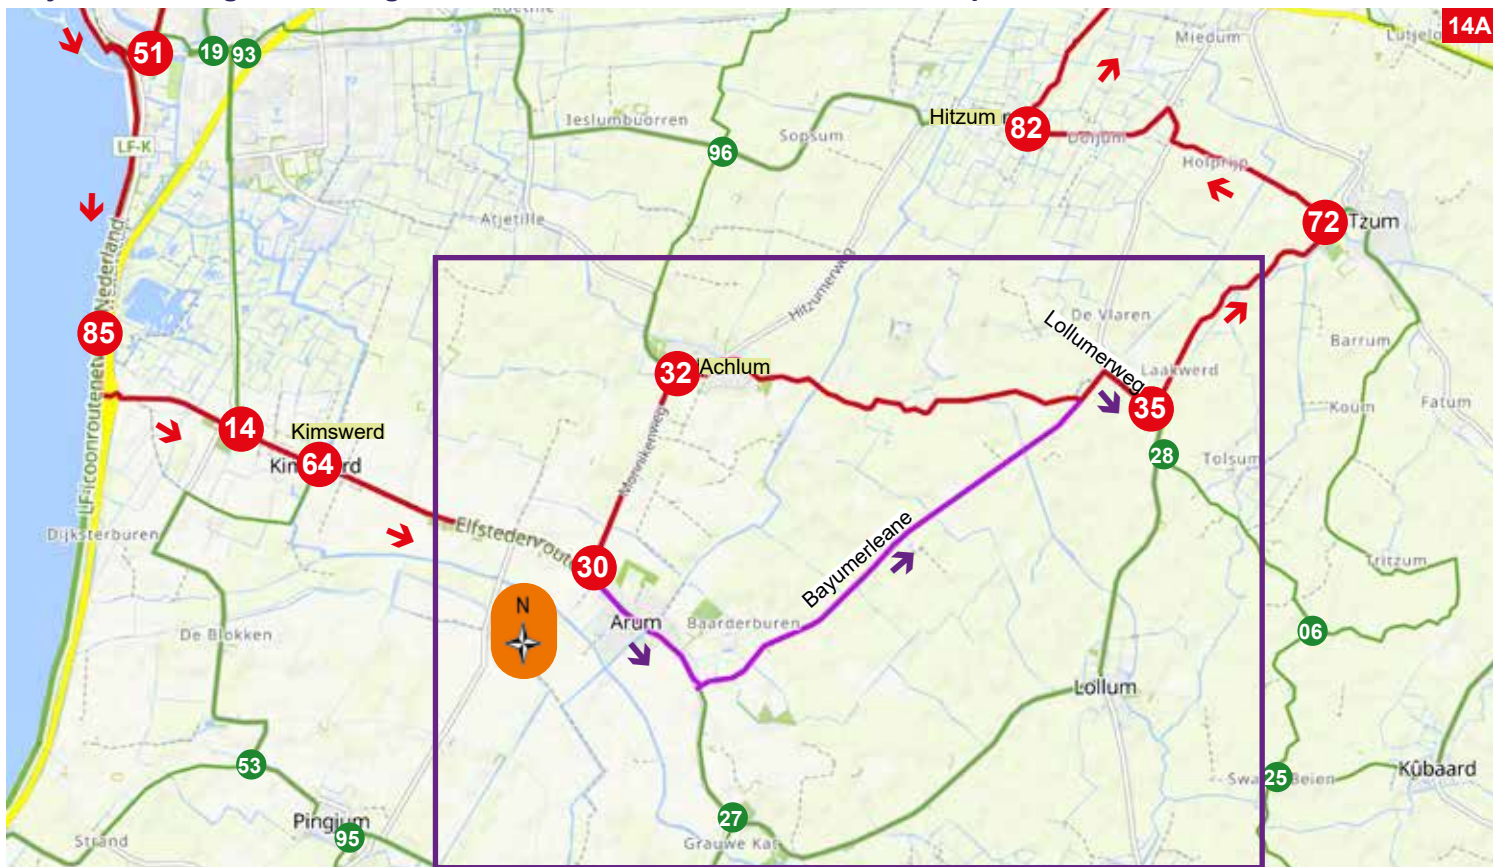 14A
51
19
93
Miedum
Ieslumbuorren
Sopsum
Hitzum
82
Doijum
LF-K
96
Hofprijp
Atjetille
72
Tzum
Hitzumerweg
LF-icoonroutenetwerk Nederland
85
De Vlaren
Lollumerweg
Barrum
32
Achlum
Laakwerd
35
Koum
Fatum
14
Kimswerd
64
Monnikenweg
28
Tolsum
Dijksterburen
Elfstedenroute
Bayumerleane
Tritzum
30
N
Arum
Baarderburen
De Blokken
06
Lollum
53
Kûbaard
25
Beien
Pingjum
95
27
Strand
Grauwe Kat